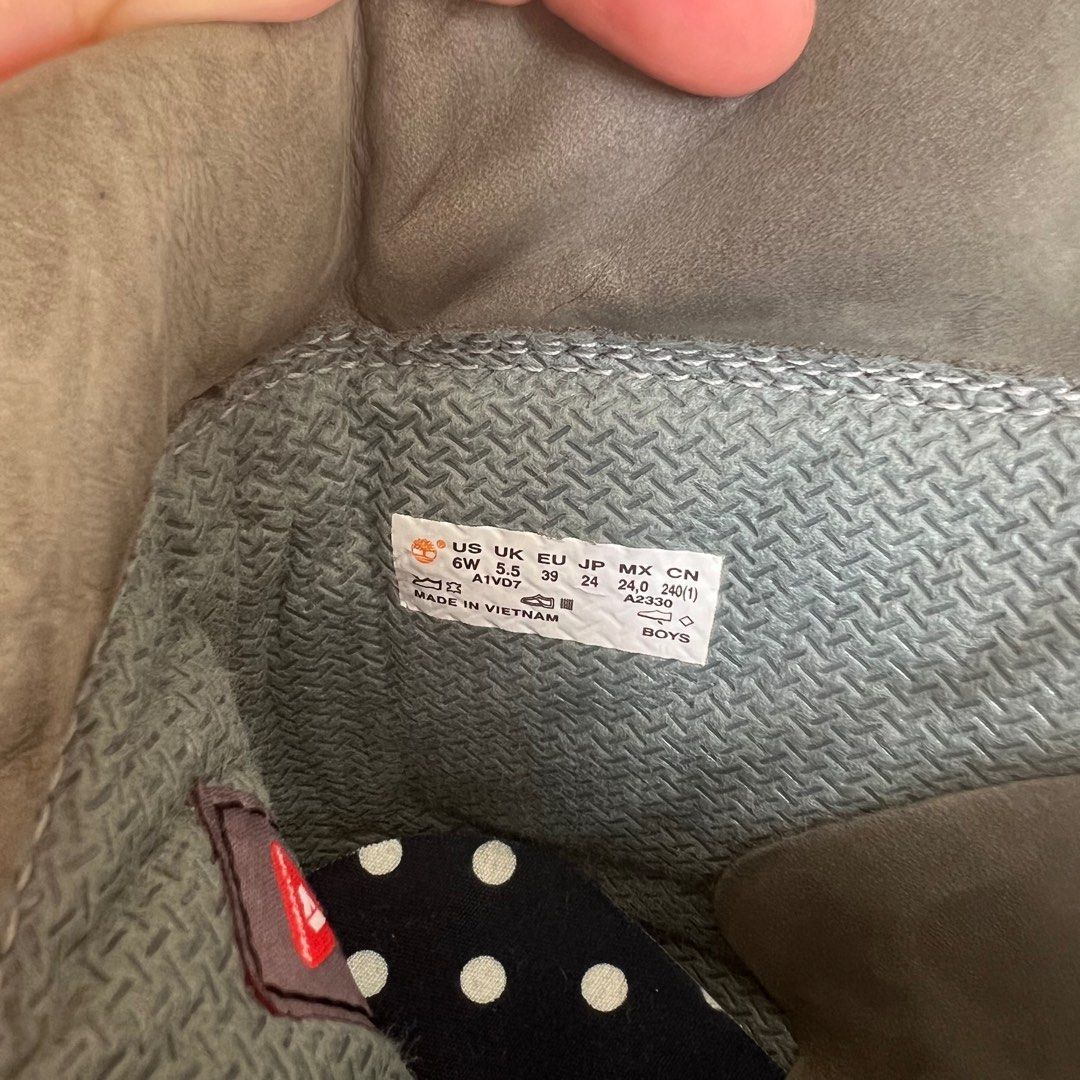 ® US UK EU JP MX CN
6W 5.5 39 24 24,0 240(1)
A1VD7 A2330
MADE IN VIETNAM
BOYS